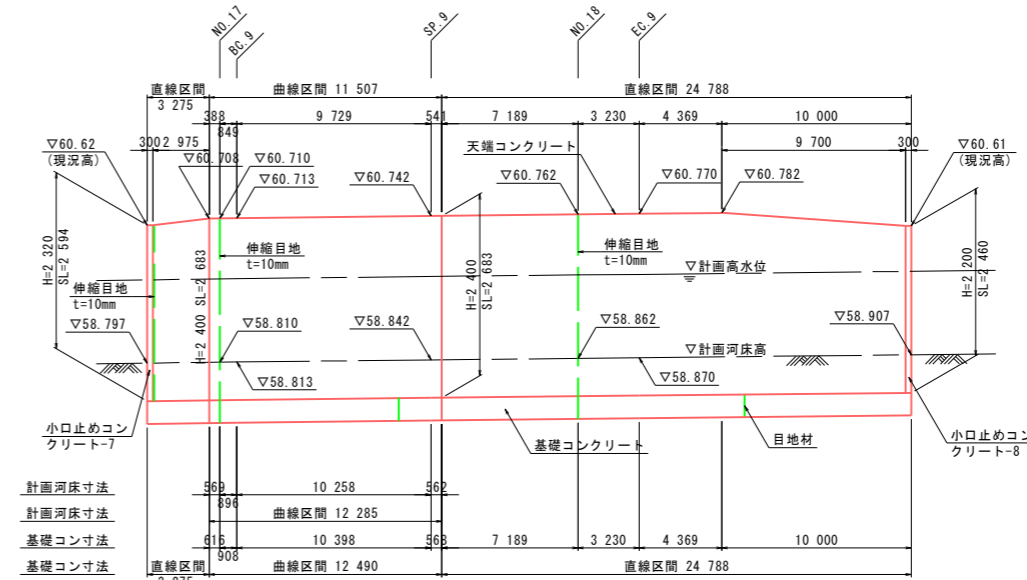 NO.17
BC.9
SP.9
NO.18
EC.9
直線区間
3 275
曲線区間 11 507
直線区間 24 788
300
2 975
388
849
9 729
541
7 189
3 230
4 369
10 000
9 700
300
▽60.62
(現況高)
▽60.708
▽60.710
▽60.713
▽60.742
天端コンクリート
▽60.762
▽60.770
▽60.782
▽60.61
(現況高)
H=2 320
SL=2 594
伸縮目地
t=10mm
H=2 400 SL=2 683
伸縮目地
t=10mm
H=2 400
SL=2 683
伸縮目地
t=10mm
▽計画高水位
H=2 200
SL=2 460
▽58.797
▽58.810
▽58.813
▽58.842
▽58.862
▽計画河床高
▽58.870
▽58.907
小口止めコン
クリート-7
基礎コンクリート
目地材
小口止めコン
クリート-8
計画河床寸法
569
896
10 258
562
計画河床寸法
曲線区間 12 285
基礎コン寸法
616
908
10 398
568
7 189
3 230
4 369
10 000
基礎コン寸法
直線区間
曲線区間 12 490
直線区間 24 788